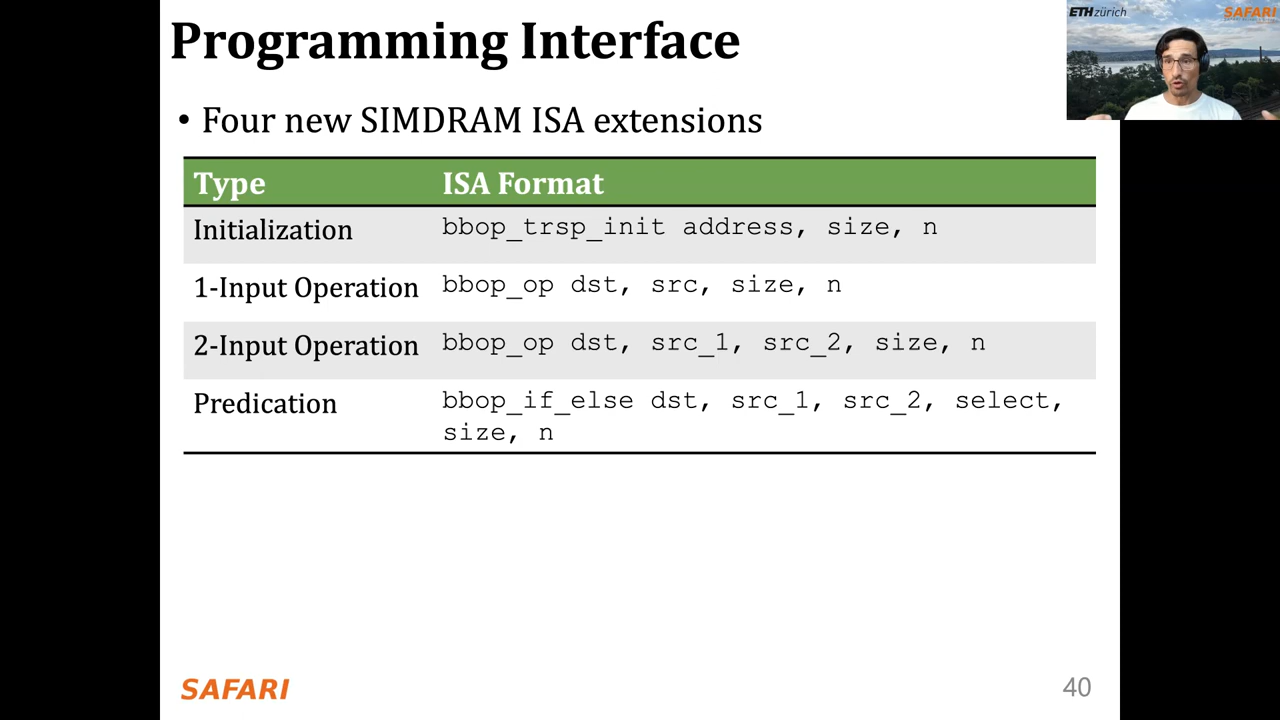 Programming Interface
ETH zürich
SAFARI
• Four new SIMDRAM ISA extensions
Type ISA Format
Initialization bbop_trsp_init address, size, n
1-Input Operation bbop_op dst, src, size, n
2-Input Operation bbop_op dst, src_1, src_2, size, n
Predication bbop_if_else dst, src_1, src_2, select,
size, n
SAFARI
40